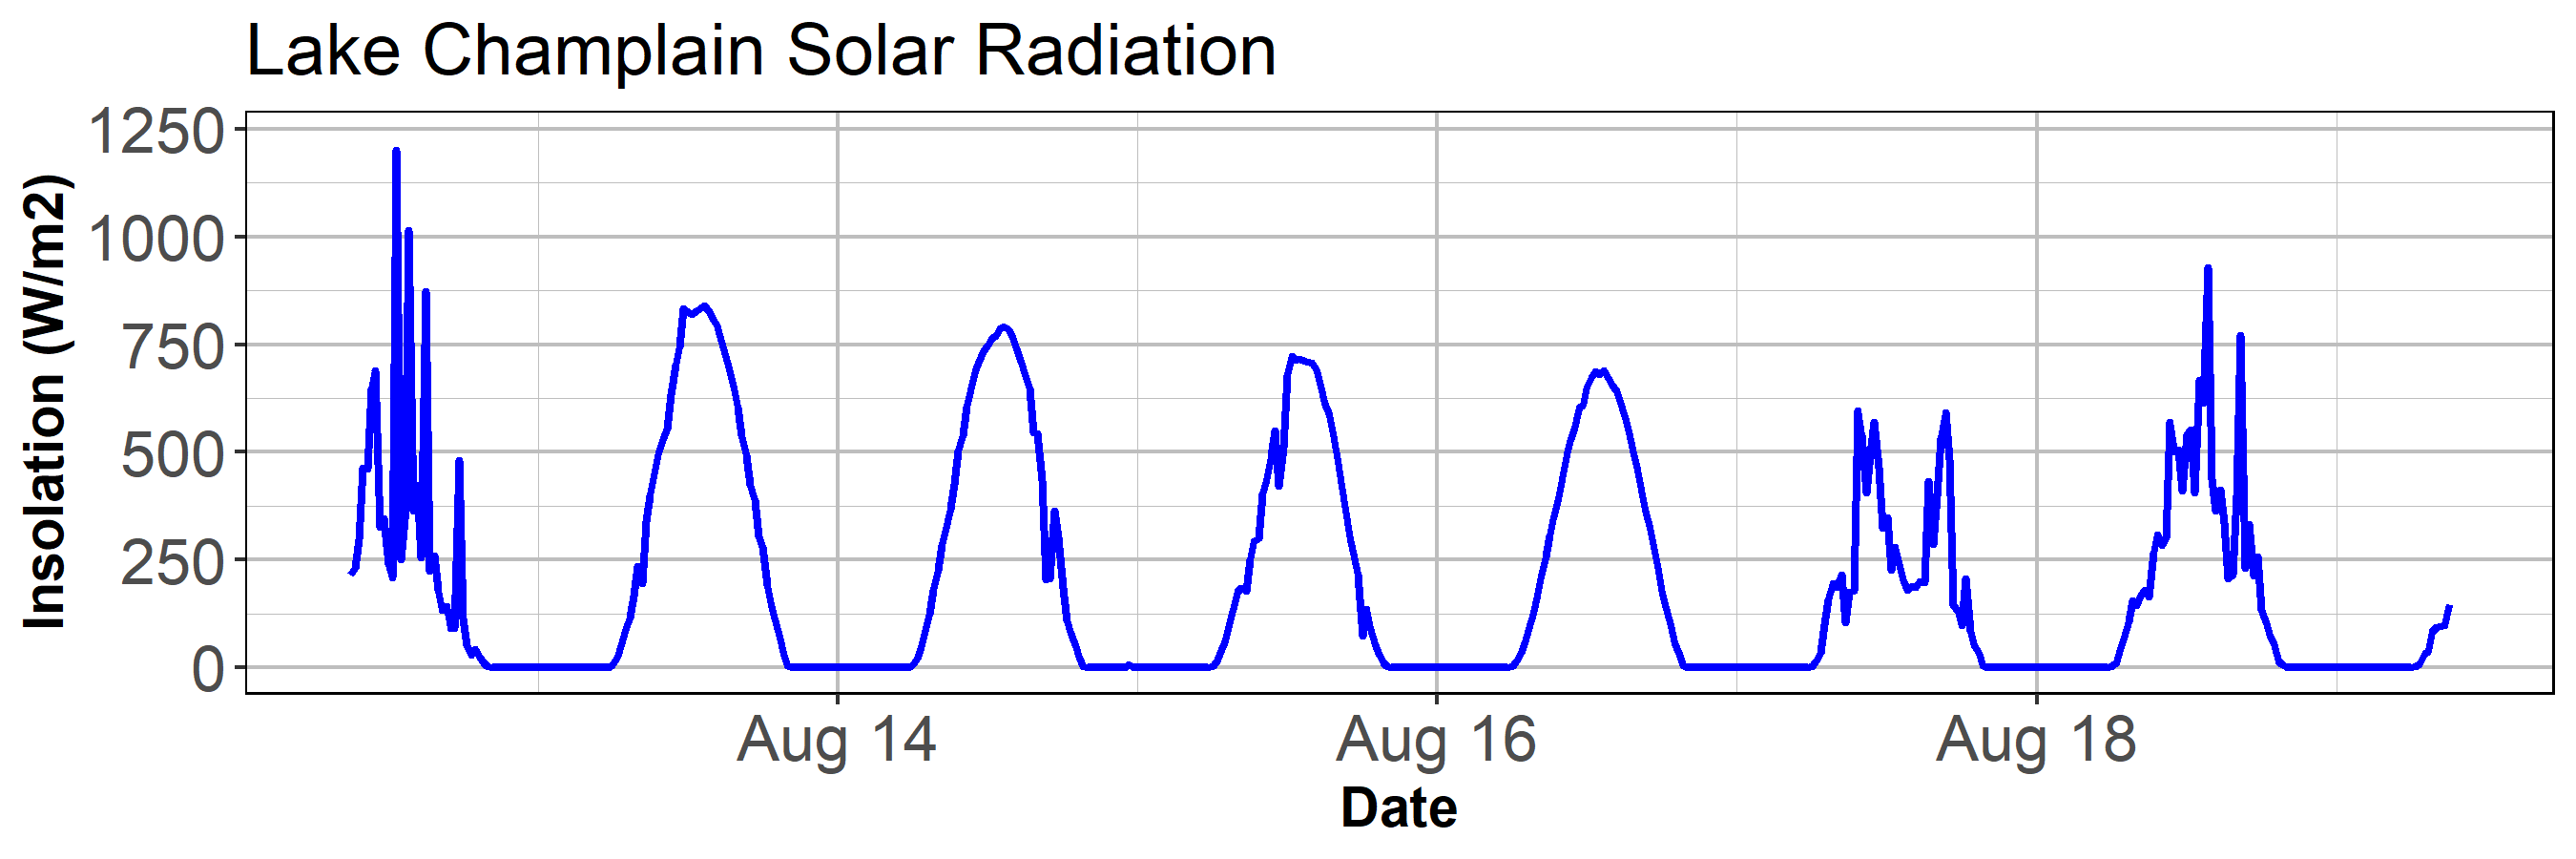 Lake Champlain Solar Radiation
Insolation (W/m2)
1250
1000
750
500
250
0
Aug 14 Aug 16 Aug 18
Date